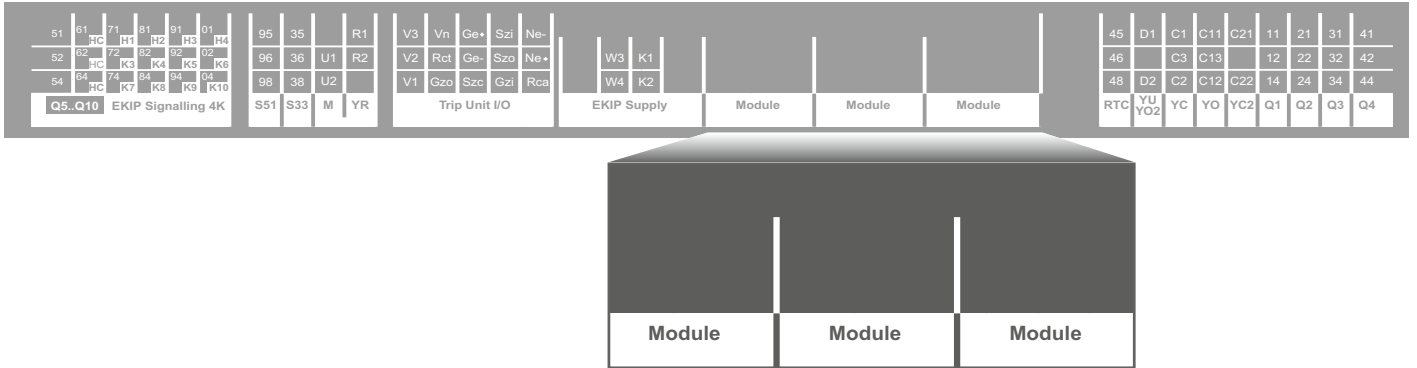 51 61 HC 71 H1 81 H2 91 H3 01 H4 95 35 R1 V3 Vn Ge• Szi Ne- 45 D1 C1 C11 C21 11 21 31 41
52 62 HC 72 K3 82 K4 92 K5 02 K6 96 36 U1 R2 V2 Rct Ge- Szo Ne• W3 K1 46 C3 C13 12 22 32 42
54 64 HC 74 K7 84 K8 94 K9 04 K10 98 38 U2 V1 Gzo Szc Gzi Rca W4 K2 48 D2 C2 C12 C22 14 24 34 44
Q5..Q10 EKIP Signalling 4K S51 S33 M YR Trip Unit I/O EKIP Supply Module Module Module RTC YU YO2 YC YO YC2 Q1 Q2 Q3 Q4
Module Module Module